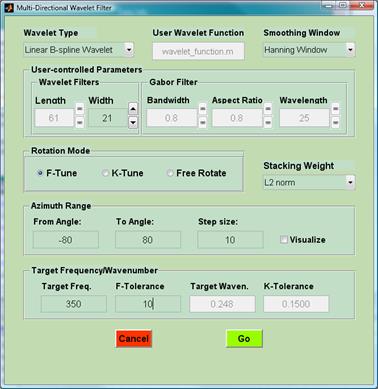 Multi-Directional Wavelet Filter
Wavelet Type
User Wavelet Function
Smoothing Window
Linear B-spline Wavelet
wavelet_function.m
Hanning Window
User-controlled Parameters
Wavelet Filters
Gabor Filter
Length
Width
Bandwidth
Aspect Ratio
Wavelength
61
21
0.8
0.8
25
Rotation Mode
F-Tune
K-Tune
Free Rotate
Stacking Weight
L2 norm
Azimuth Range
From Angle:
To Angle:
Step size:
-80
80
10
Visualize
Target Frequency/Wavenumber
Target Freq.
F-Tolerance
Target Waven.
K-Tolerance
350
10
0.248
0.1500
Cancel
Go